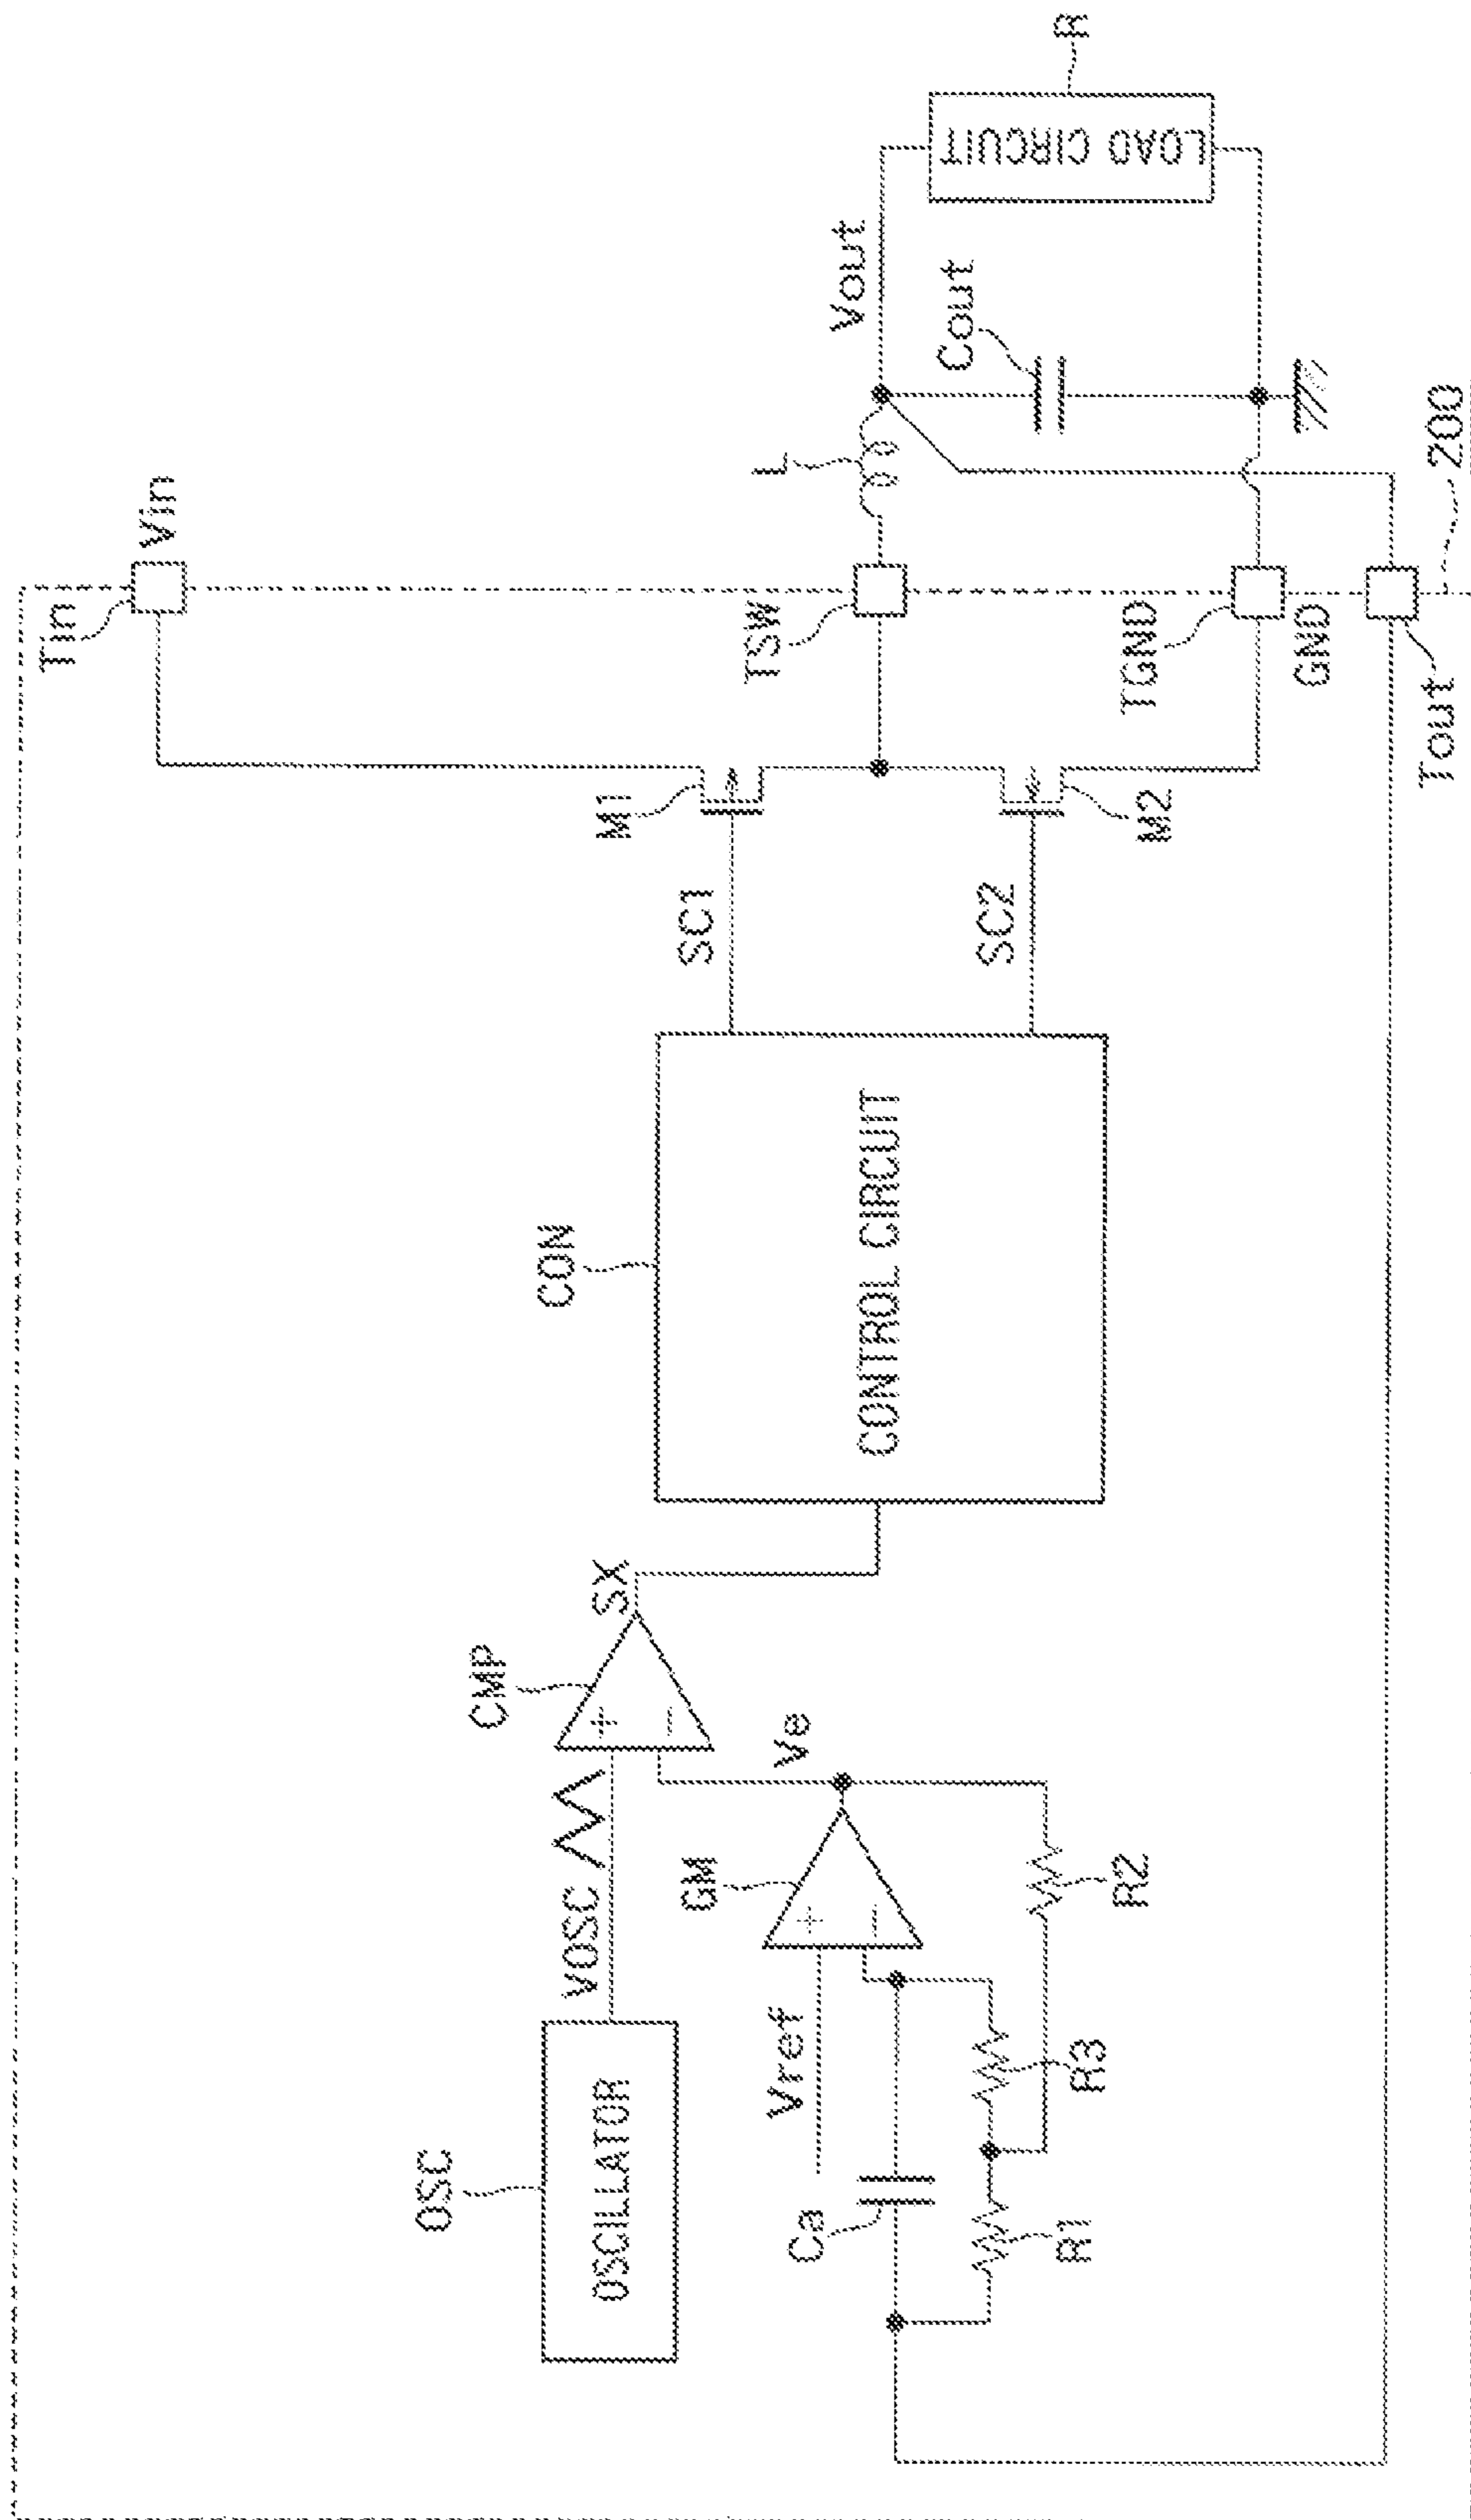 Tin
Vin
OSC
OSCILLATOR
VOSC
CMP
SX
CON
CONTROL CIRCUIT
SC1
M1
TSW
L
Vout
Vref
GM
Ve
Ca
R1
R3
R2
SC2
M2
TGND
GND
Cout
LOAD CIRCUIT
R
Tout
200
+
−
+
−